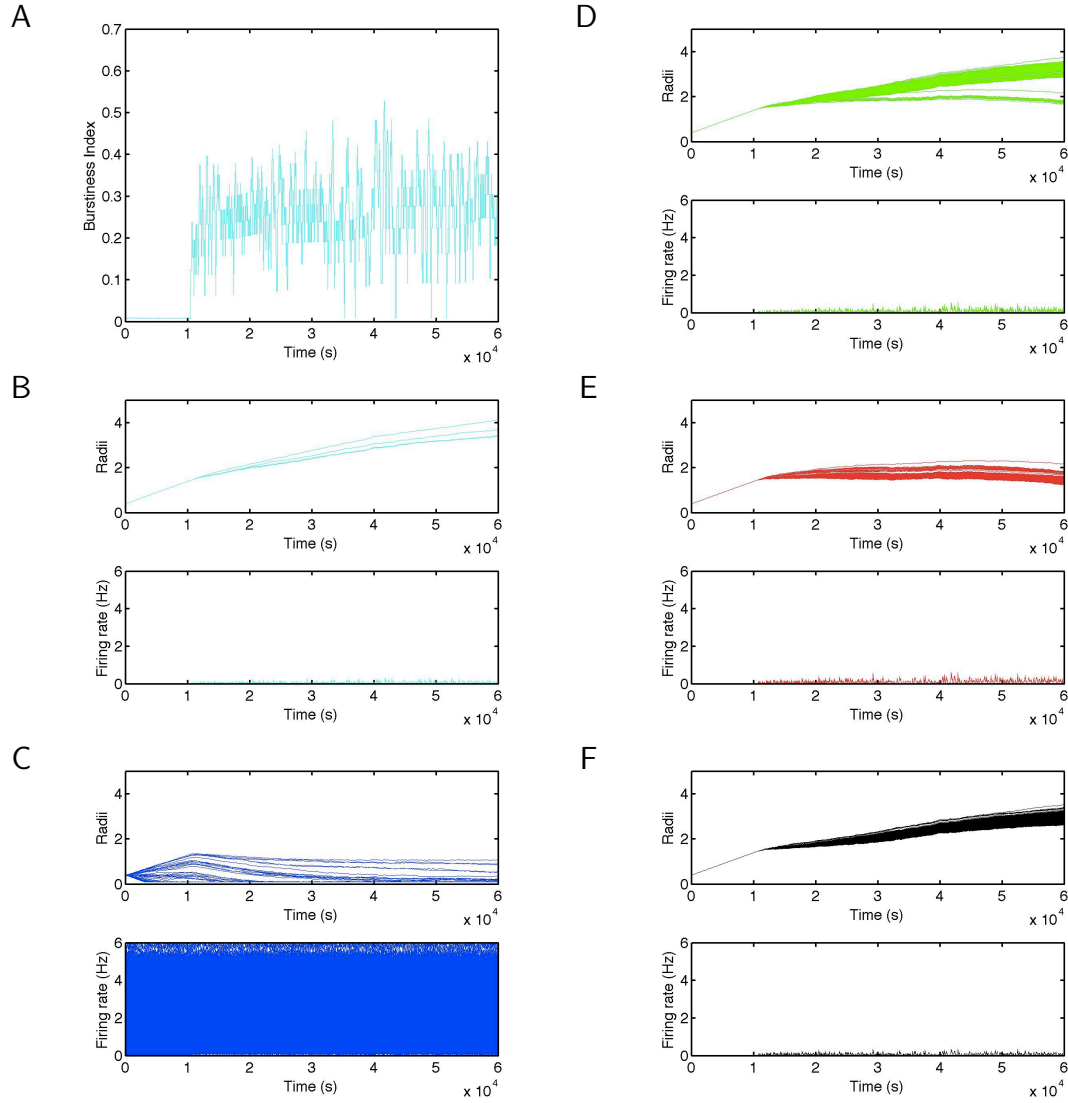 A
0.7
0.6
0.5
0.4
0.3
0.2
0.1
0
Burstiness Index
0 1 2 3 4 5 6
Time (s)
x 10^4
B
4
2
0
Radii
0 1 2 3 4 5 6
Time (s)
x 10^4
6
4
2
0
Firing rate (Hz)
0 1 2 3 4 5 6
Time (s)
x 10^4
C
4
2
0
Radii
0 1 2 3 4 5 6
Time (s)
x 10^4
6
4
2
0
Firing rate (Hz)
0 1 2 3 4 5 6
Time (s)
x 10^4
D
4
2
0
Radii
0 1 2 3 4 5 6
Time (s)
x 10^4
6
4
2
0
Firing rate (Hz)
0 1 2 3 4 5 6
Time (s)
x 10^4
E
4
2
0
Radii
0 1 2 3 4 5 6
Time (s)
x 10^4
6
4
2
0
Firing rate (Hz)
0 1 2 3 4 5 6
Time (s)
x 10^4
F
4
2
0
Radii
0 1 2 3 4 5 6
Time (s)
x 10^4
6
4
2
0
Firing rate (Hz)
0 1 2 3 4 5 6
Time (s)
x 10^4